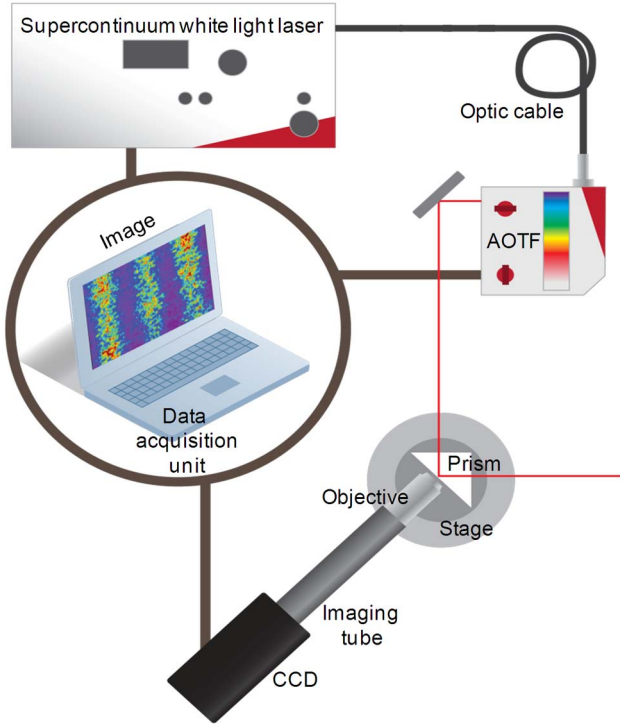 Supercontinuum white light laser
Optic cable
Image
AOTF
Data
acquisition
unit
Prism
Objective
Stage
Imaging
tube
CCD